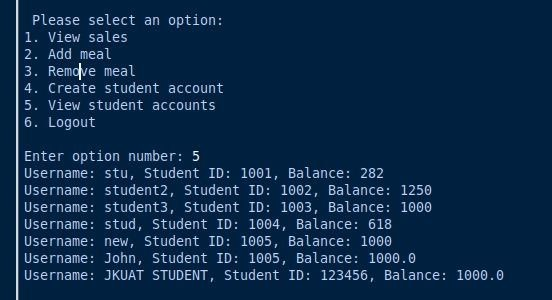 Please select an option:
1. View sales
2. Add meal
3. Remove meal
4. Create student account
5. View student accounts
6. Logout
Enter option number: 5
Username: stu, Student ID: 1001, Balance: 282
Username: student2, Student ID: 1002, Balance: 1250
Username: student3, Student ID: 1003, Balance: 1000
Username: stud, Student ID: 1004, Balance: 618
Username: new, Student ID: 1005, Balance: 1000
Username: John, Student ID: 1005, Balance: 1000.0
Username: JKUAT STUDENT, Student ID: 123456, Balance: 1000.0